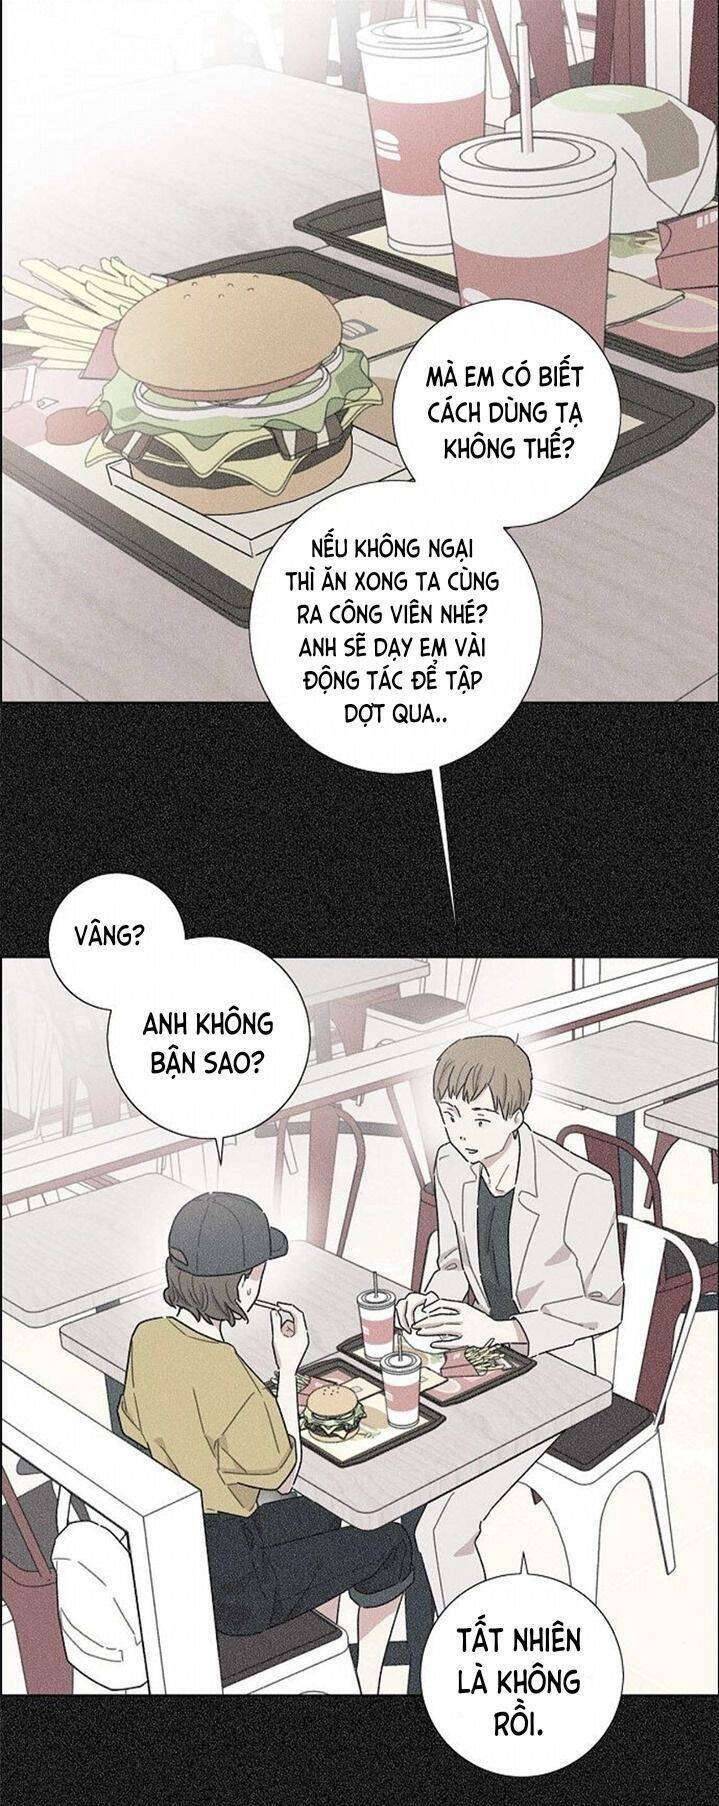 MÀ EM CÓ BIẾT
CÁCH DÙNG TẠ
KHÔNG THẾ?
NẾU KHÔNG NGẠI
THÌ ĂN XONG TA CÙNG
RA CÔNG VIÊN NHÉ?
ANH SẼ DẠY EM VÀI
ĐỘNG TÁC ĐỂ TẬP
DỢT QUA..
VÂNG?
ANH KHÔNG
BẬN SAO?
TẤT NHIÊN
LÀ KHÔNG
RỒI.